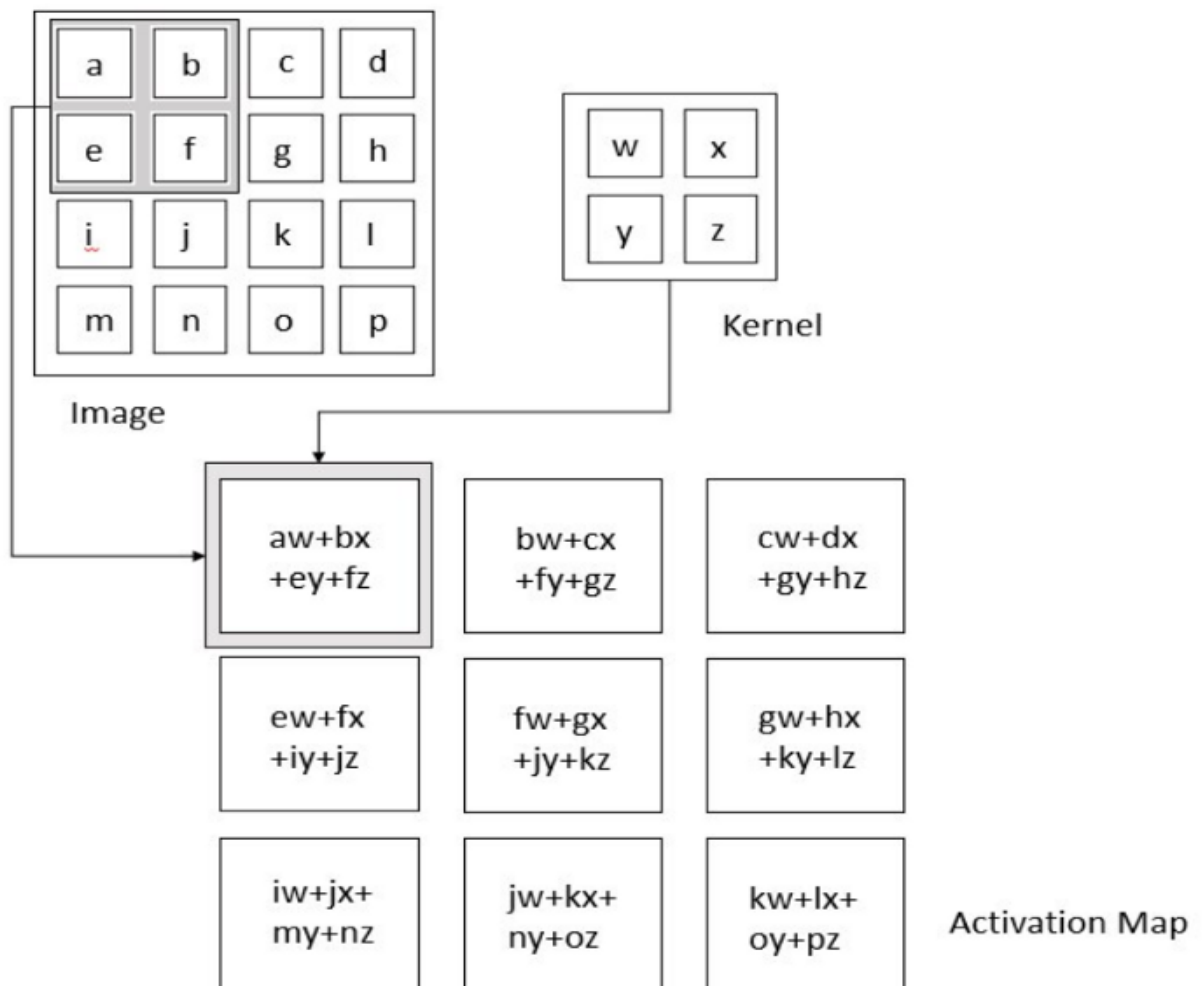 a b c d
e f g h
i j k l
m n o p
Image
w x
y z
Kernel
aw+bx
+ey+fz
bw+cx
+fy+gz
cw+dx
+gy+hz
ew+fx
+iy+jz
fw+gx
+jy+kz
gw+hx
+ky+lz
iw+jx+
my+nz
jw+kx+
ny+oz
kw+lx+
oy+pz
Activation Map